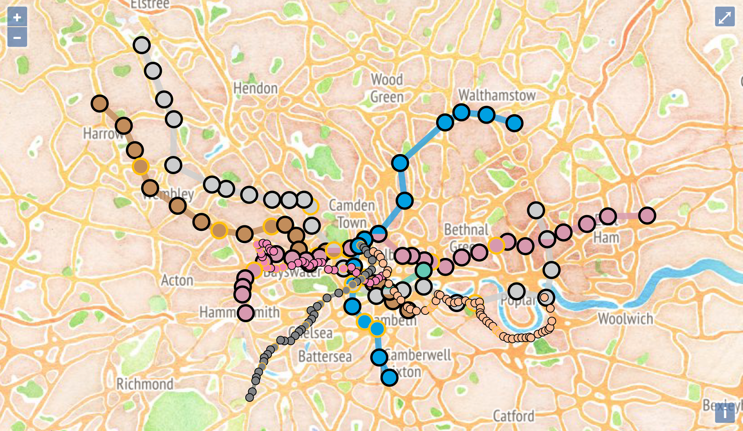 Elstree
+
−
Wood
Green
Hendon
Walthamstow
Harrow
Wembley
Camden
Town
Bethnal
Green
Ham
Acton
Bayswater
Hammersmith
Poplar
Woolwich
Chelsea
Lambeth
Battersea
Camberwell
Brixton
Richmond
Catford
Bexley
i